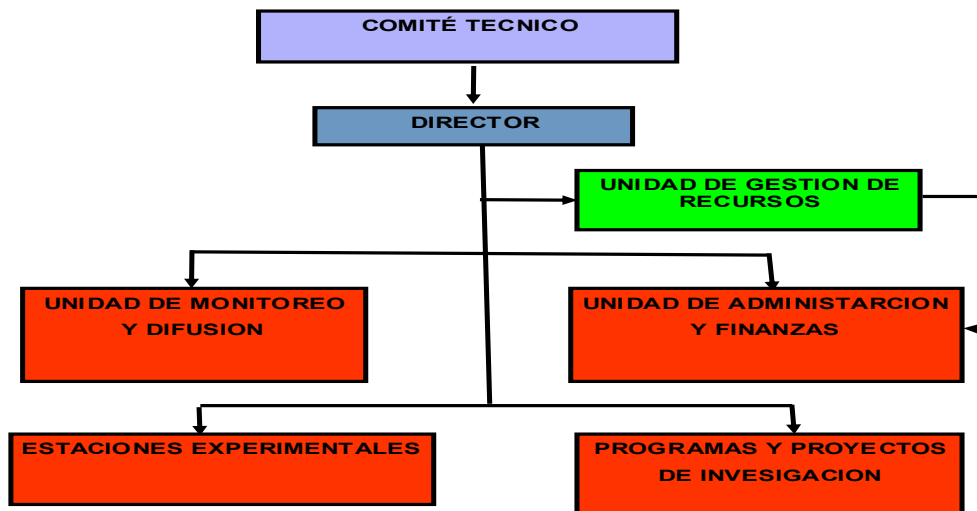 COMITÉ TECNICO
DIRECTOR
UNIDAD DE GESTION DE
RECURSOS
UNIDAD DE MONITOREO
Y DIFUSION
UNIDAD DE ADMINISTARCION
Y FINANZAS
ESTACIONES EXPERIMENTALES
PROGRAMAS Y PROYECTOS
DE INVESIGACION